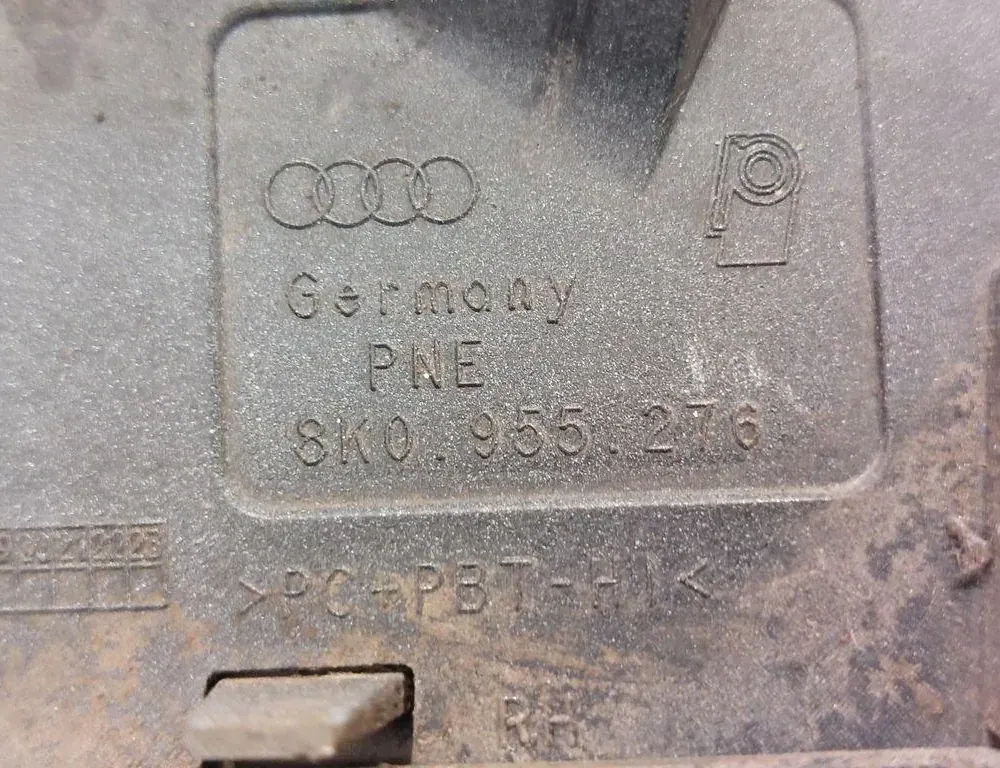 Germany
PNE
8K0.955.276
>PC+PBT-HI<
RH